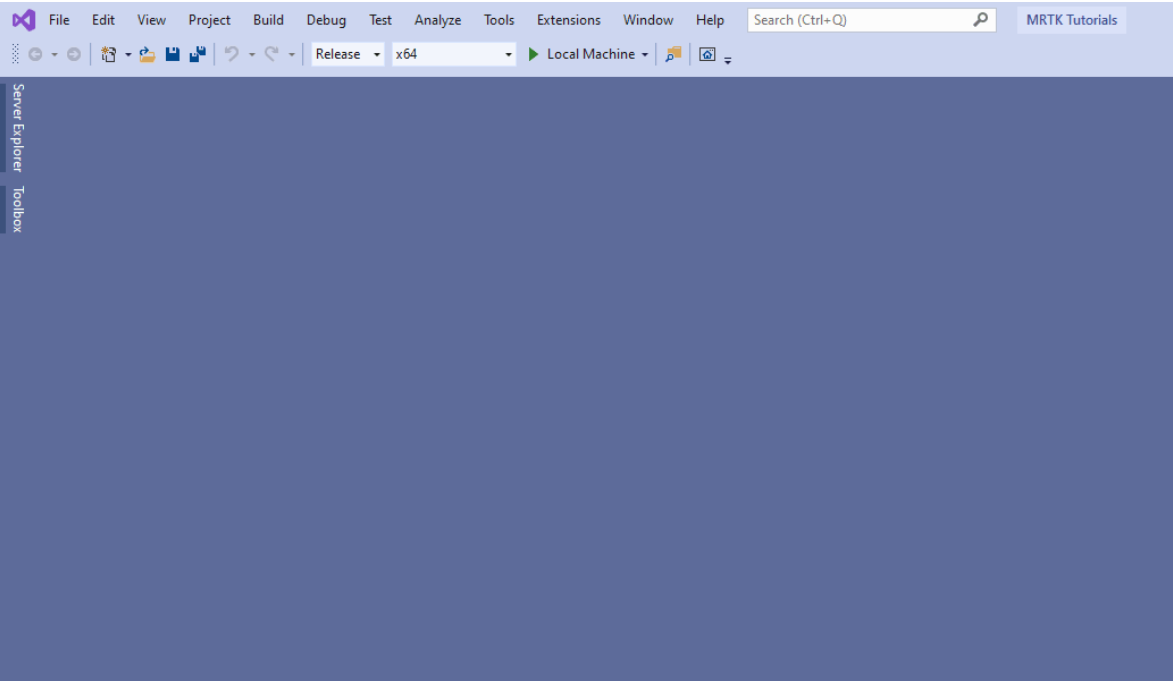 File Edit View Project Build Debug Test Analyze Tools Extensions Window Help Search (Ctrl+Q) MRTK Tutorials
Release x64 Local Machine
Server Explorer
Toolbox